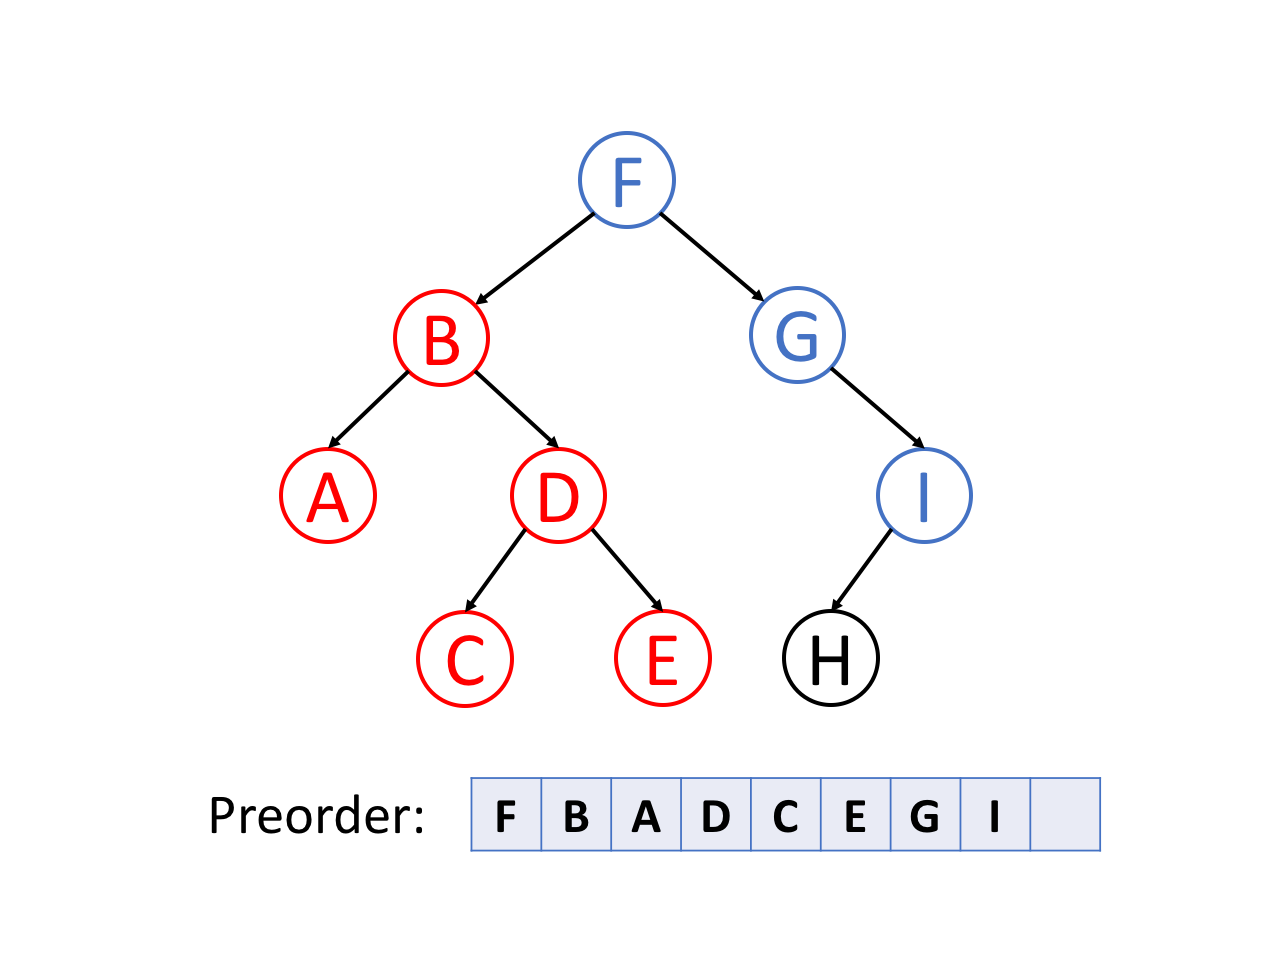 F
B G
A D I
C E H
Preorder: F B A D C E G I